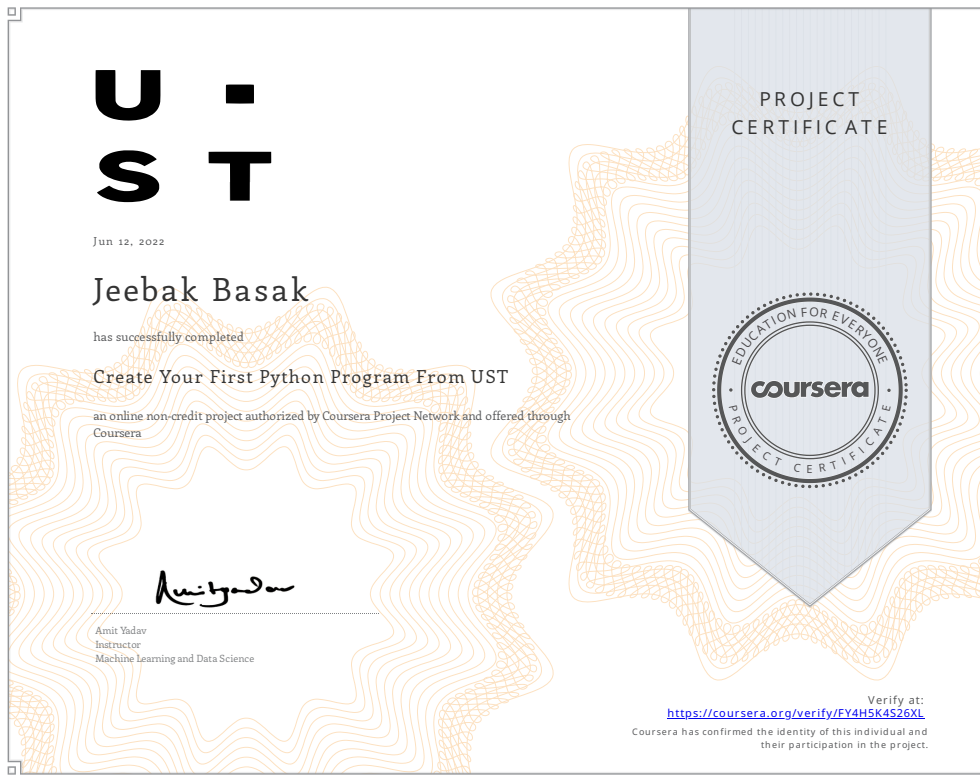 U ·
S T
Jun 12, 2022
Jeebak Basak
has successfully completed
Create Your First Python Program From UST
an online non-credit project authorized by Coursera Project Network and offered through
Coursera
Amit Yadav
Amit Yadav
Instructor
Machine Learning and Data Science
PROJECT
CERTIFICATE
EDUCATION FOR EVERYONE
coursera
PROJECT CERTIFICATE
Verify at:
https://coursera.org/verify/FY4H5K4S26XL
Coursera has confirmed the identity of this individual and
their participation in the project.